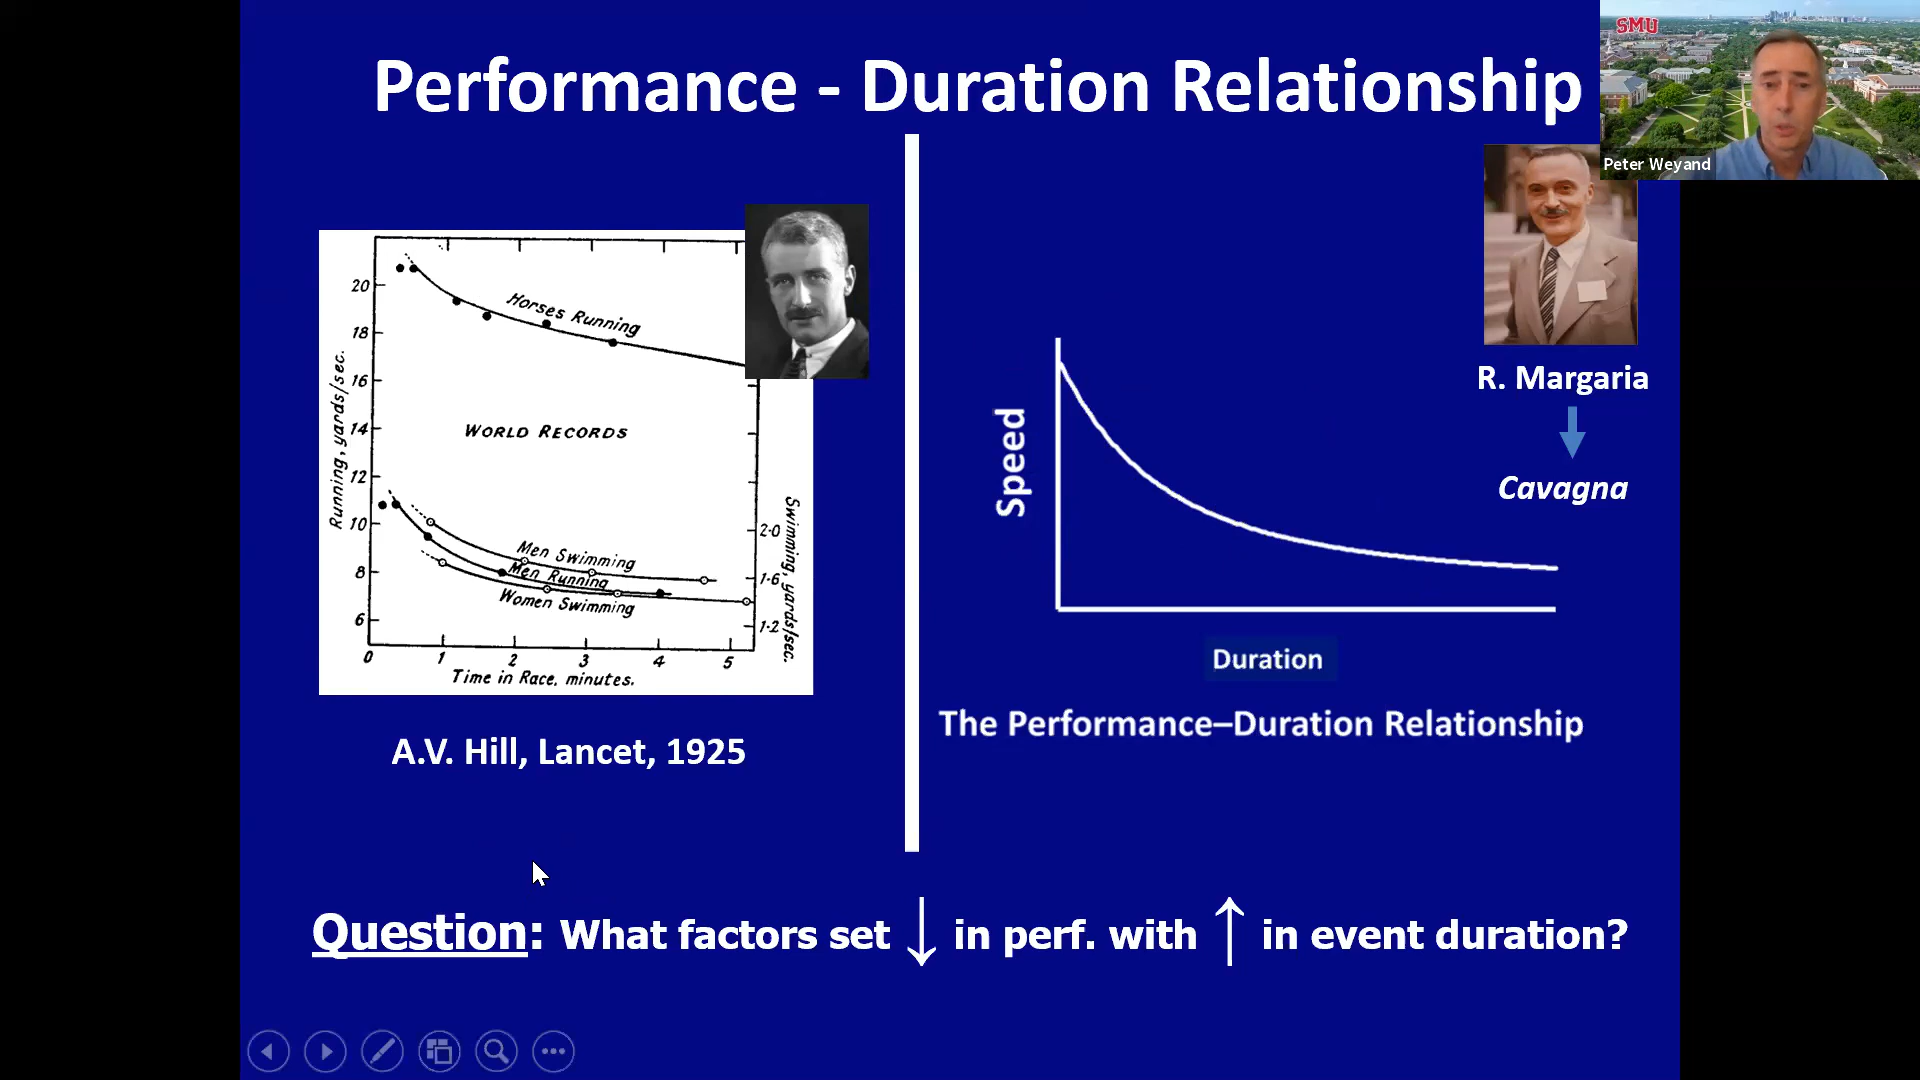 Performance - Duration Relationship
SMU
Peter Weyand
20
18
16
14
12
10
8
6
Running, yards/sec.
Horses Running
WORLD RECORDS
Men Swimming
Men Running
Women Swimming
2·0
1·6
1·2
Swimming, yards/sec.
0 1 2 3 4 5
Time in Race, minutes.
A.V. Hill, Lancet, 1925
R. Margaria
Cavagna
Speed
Duration
The Performance–Duration Relationship
Question: What factors set ↓ in perf. with ↑ in event duration?